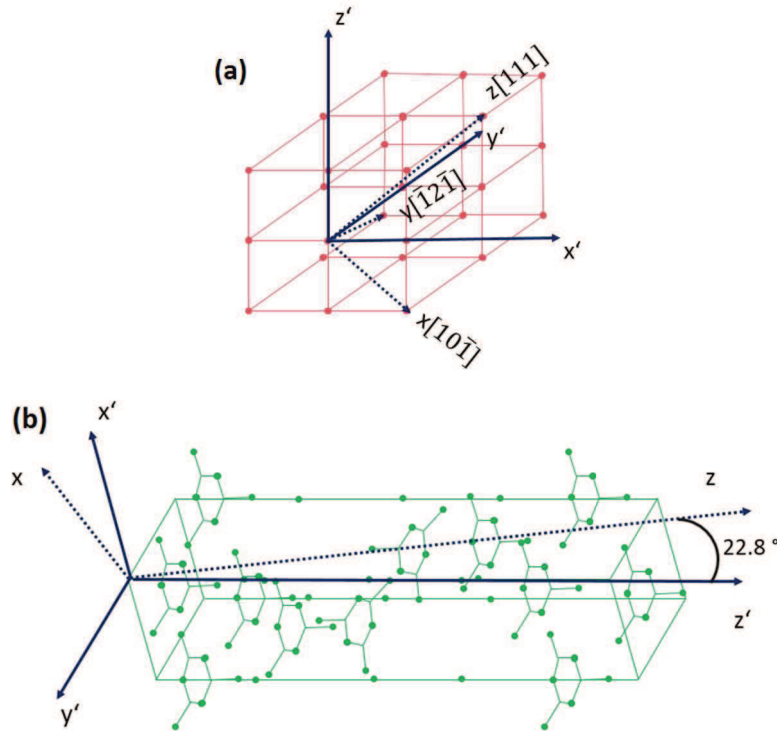 z‘
(a)
z[111]
y‘
y[1̄21̄]
x‘
x[101̄]
(b)
x‘
x
z
22.8 °
z‘
y‘